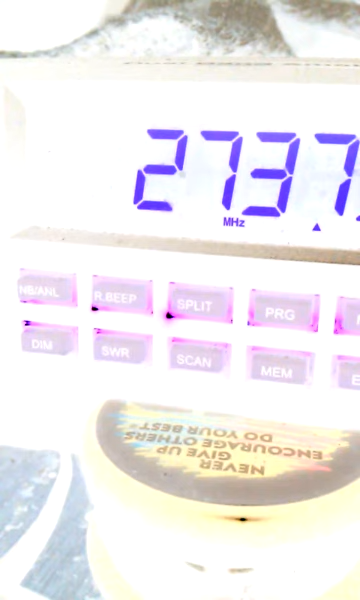 2737
MHz
NB/ANL R.BEEP SPLIT PRG
DIM SWR SCAN MEM
NEVER
GIVE UP
ENCOURAGE OTHERS
DO YOUR BEST